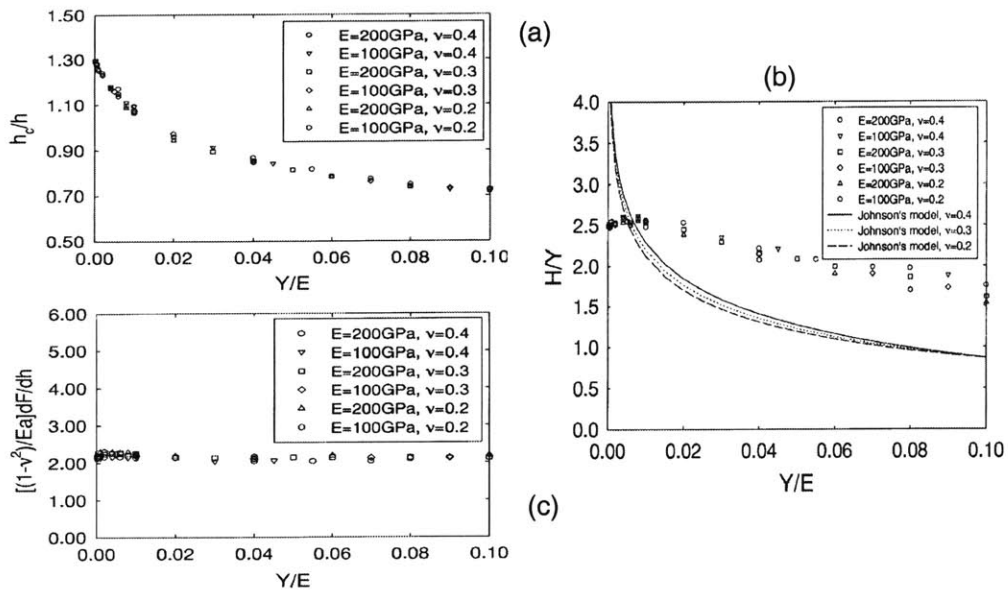 (a)
1.50
1.30
1.10
0.90
0.70
0.50
h_c/h
E=200GPa, ν=0.4
E=100GPa, ν=0.4
E=200GPa, ν=0.3
E=100GPa, ν=0.3
E=200GPa, ν=0.2
E=100GPa, ν=0.2
0.00 0.02 0.04 0.06 0.08 0.10
Y/E
(b)
4.0
3.5
3.0
2.5
2.0
1.5
1.0
0.5
0.0
H/Y
E=200GPa, ν=0.4
E=100GPa, ν=0.4
E=200GPa, ν=0.3
E=100GPa, ν=0.3
E=200GPa, ν=0.2
E=100GPa, ν=0.2
Johnson's model, ν=0.4
Johnson's model, ν=0.3
Johnson's model, ν=0.2
0.00 0.02 0.04 0.06 0.08 0.10
Y/E
(c)
6.00
5.00
4.00
3.00
2.00
1.00
0.00
[(1-ν²)/Ea]dF/dh
E=200GPa, ν=0.4
E=100GPa, ν=0.4
E=200GPa, ν=0.3
E=100GPa, ν=0.3
E=200GPa, ν=0.2
E=100GPa, ν=0.2
0.00 0.02 0.04 0.06 0.08 0.10
Y/E